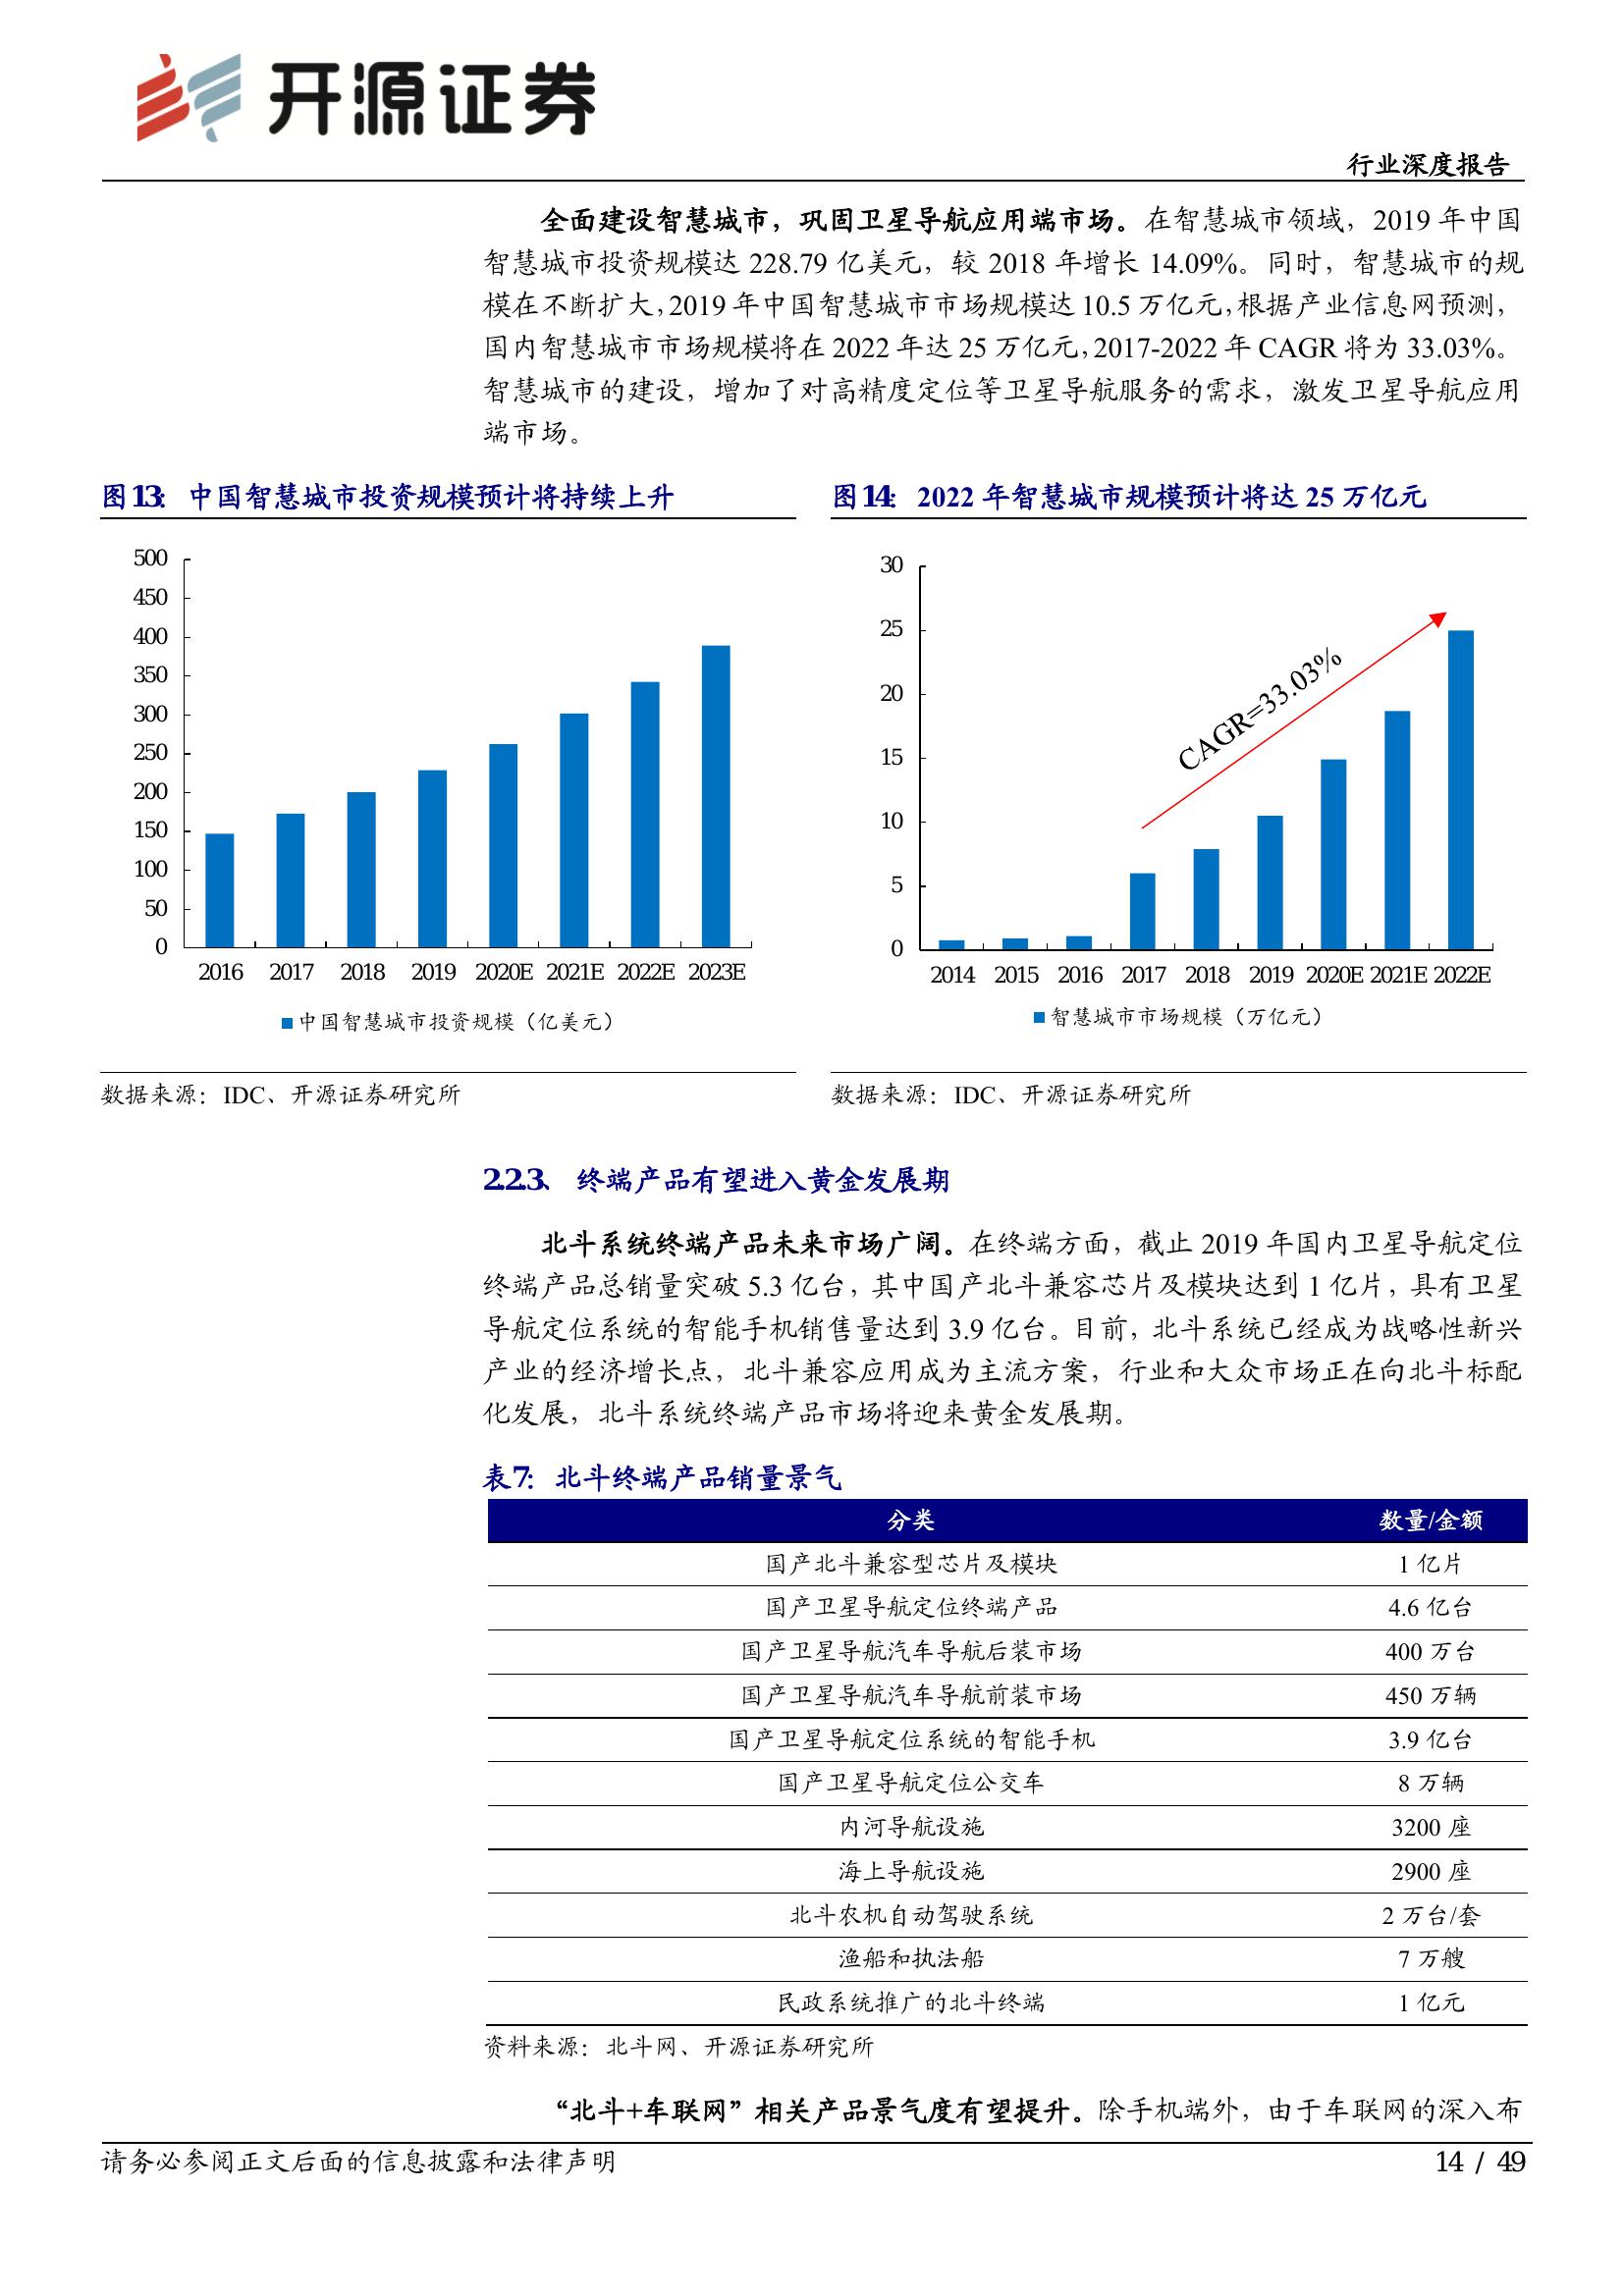 开源证券
行业深度报告
全面建设智慧城市，巩固卫星导航应用端市场。在智慧城市领域，2019 年中国
智慧城市投资规模达 228.79 亿美元，较 2018 年增长 14.09%。同时，智慧城市的规
模在不断扩大，2019 年中国智慧城市市场规模达 10.5 万亿元，根据产业信息网预测，
国内智慧城市市场规模将在 2022 年达 25 万亿元，2017-2022 年 CAGR 将为 33.03%。
智慧城市的建设，增加了对高精度定位等卫星导航服务的需求，激发卫星导航应用
端市场。
图13： 中国智慧城市投资规模预计将持续上升
500
450
400
350
300
250
200
150
100
50
0
2016 2017 2018 2019 2020E 2021E 2022E 2023E
中国智慧城市投资规模（亿美元）
数据来源：IDC、开源证券研究所
图14： 2022 年智慧城市规模预计将达 25 万亿元
30
25
20
15
10
5
0
CAGR=33.03%
2014 2015 2016 2017 2018 2019 2020E 2021E 2022E
智慧城市市场规模（万亿元）
数据来源：IDC、开源证券研究所
2.2.3、 终端产品有望进入黄金发展期
北斗系统终端产品未来市场广阔。在终端方面，截止 2019 年国内卫星导航定位
终端产品总销量突破 5.3 亿台，其中国产北斗兼容芯片及模块达到 1 亿片，具有卫星
导航定位系统的智能手机销售量达到 3.9 亿台。目前，北斗系统已经成为战略性新兴
产业的经济增长点，北斗兼容应用成为主流方案，行业和大众市场正在向北斗标配
化发展，北斗系统终端产品市场将迎来黄金发展期。
表7： 北斗终端产品销量景气
分类 数量/金额
国产北斗兼容型芯片及模块 1 亿片
国产卫星导航定位终端产品 4.6 亿台
国产卫星导航汽车导航后装市场 400 万台
国产卫星导航汽车导航前装市场 450 万辆
国产卫星导航定位系统的智能手机 3.9 亿台
国产卫星导航定位公交车 8 万辆
内河导航设施 3200 座
海上导航设施 2900 座
北斗农机自动驾驶系统 2 万台/套
渔船和执法船 7 万艘
民政系统推广的北斗终端 1 亿元
资料来源：北斗网、开源证券研究所
“北斗+车联网”相关产品景气度有望提升。除手机端外，由于车联网的深入布
请务必参阅正文后面的信息披露和法律声明 14 / 49